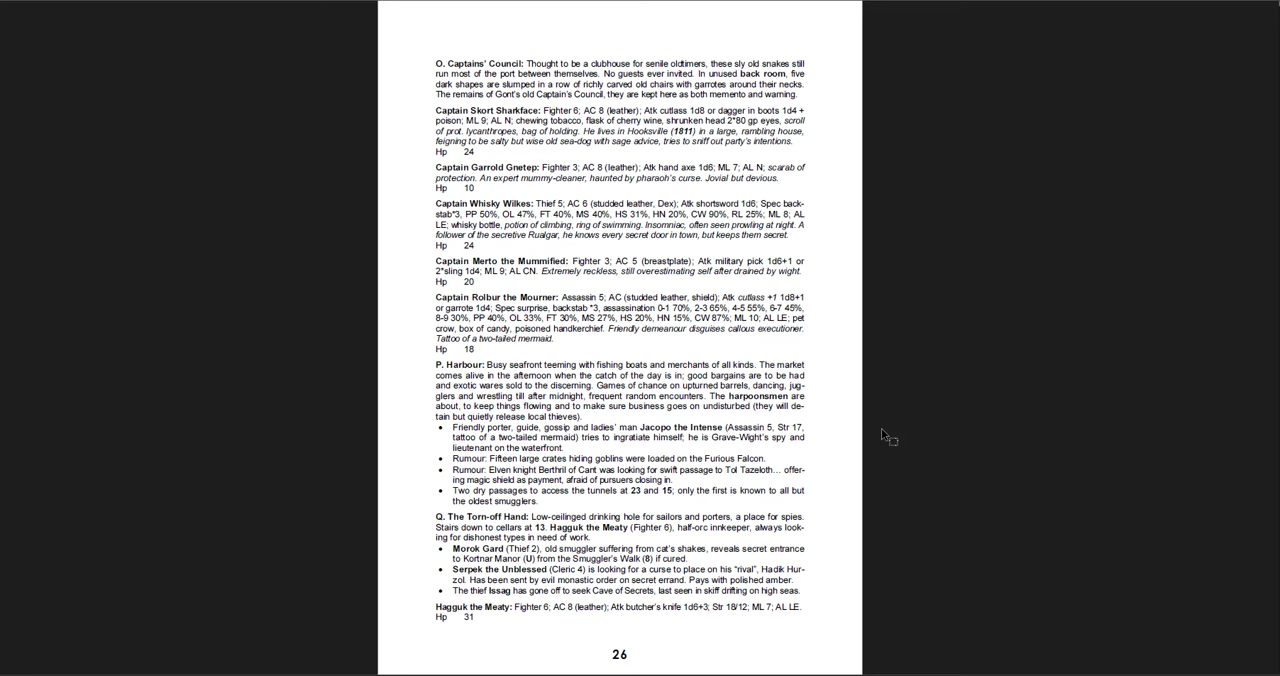 O. Captains' Council: Thought to be a clubhouse for senile oldtimers, these sly old snakes still
run most of the port between themselves. No guests ever invited. In unused back room, five
dark shapes are slumped in a row of richly carved old chairs with garrotes around their necks.
The remains of Gont's old Captain's Council, they are kept here as both memento and warning.
Captain Skort Sharkface: Fighter 6; AC 8 (leather); Atk cutlass 1d8 or dagger in boots 1d4 +
poison; ML 9; AL N; chewing tobacco, flask of cherry wine, shrunken head 2*80 gp eyes, scroll
of prot. lycanthropes, bag of holding. He lives in Hooksville (1811) in a large, rambling house,
feigning to be salty but wise old sea-dog with sage advice, tries to sniff out party's intentions.
Hp 24
Captain Garrold Gnetep: Fighter 3; AC 8 (leather); Atk hand axe 1d6; ML 7; AL N; scarab of
protection. An expert mummy-cleaner, haunted by pharaoh's curse. Jovial but devious.
Hp 10
Captain Whisky Wilkes: Thief 5; AC 6 (studded leather, Dex); Atk shortsword 1d6; Spec back-
stab*3, PP 50%, OL 47%, FT 40%, MS 40%, HS 31%, HN 20%, CW 90%, RL 25%; ML 8; AL
LE; whisky bottle, potion of climbing, ring of swimming. Insomniac, often seen prowling at night. A
follower of the secretive Rualgar, he knows every secret door in town, but keeps them secret.
Hp 24
Captain Merto the Mummified: Fighter 3; AC 5 (breastplate); Atk military pick 1d6+1 or
2*sling 1d4; ML 9; AL CN. Extremely reckless, still overestimating self after drained by wight.
Hp 20
Captain Rolbur the Mourner: Assassin 5; AC (studded leather, shield); Atk cutlass +1 1d8+1
or garrote 1d4; Spec surprise, backstab *3, assassination 0-1 70%, 2-3 65%, 4-5 55%, 6-7 45%,
8-9 30%, PP 40%, OL 33%, FT 30%, MS 27%, HS 20%, HN 15%, CW 87%; ML 10; AL LE; pet
crow, box of candy, poisoned handkerchief. Friendly demeanour disguises callous executioner.
Tattoo of a two-tailed mermaid.
Hp 18
P. Harbour: Busy seafront teeming with fishing boats and merchants of all kinds. The market
comes alive in the afternoon when the catch of the day is in; good bargains are to be had
and exotic wares sold to the discerning. Games of chance on upturned barrels, dancing, jug-
glers and wrestling till after midnight, frequent random encounters. The harpoonsmen are
about, to keep things flowing and to make sure business goes on undisturbed (they will de-
tain but quietly release local thieves).
• Friendly porter, guide, gossip and ladies' man Jacopo the Intense (Assassin 5, Str 17,
tattoo of a two-tailed mermaid) tries to ingratiate himself; he is Grave-Wight's spy and
lieutenant on the waterfront.
• Rumour: Fifteen large crates hiding goblins were loaded on the Furious Falcon.
• Rumour: Elven knight Berthril of Cant was looking for swift passage to Tol Tazeloth... offer-
ing magic shield as payment, afraid of pursuers closing in.
• Two dry passages to access the tunnels at 23 and 15; only the first is known to all but
the oldest smugglers.
Q. The Torn-off Hand: Low-ceilinged drinking hole for sailors and porters, a place for spies.
Stairs down to cellars at 13. Hagguk the Meaty (Fighter 6), half-orc innkeeper, always look-
ing for dishonest types in need of work.
• Morok Gard (Thief 2), old smuggler suffering from cat's shakes, reveals secret entrance
to Kortnar Manor (U) from the Smuggler's Walk (8) if cured.
• Serpek the Unblessed (Cleric 4) is looking for a curse to place on his "rival", Hadik Hur-
zol. Has been sent by evil monastic order on secret errand. Pays with polished amber.
• The thief Issag has gone off to seek Cave of Secrets, last seen in skiff drifting on high seas.
Hagguk the Meaty: Fighter 6; AC 8 (leather); Atk butcher's knife 1d6+3; Str 18/12; ML 7; AL LE.
Hp 31
26